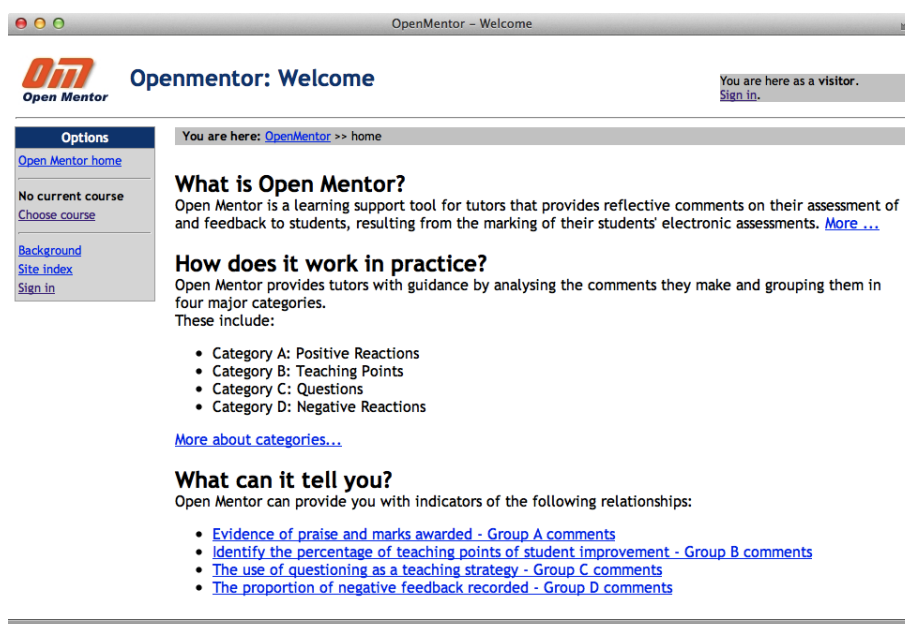 OpenMentor – Welcome
Om
Open Mentor
Openmentor: Welcome
You are here as a visitor.
Sign in.
Options
Open Mentor home
No current course
Choose course
Background
Site index
Sign in
You are here: OpenMentor >> home
What is Open Mentor?
Open Mentor is a learning support tool for tutors that provides reflective comments on their assessment of
and feedback to students, resulting from the marking of their students' electronic assessments. More ...
How does it work in practice?
Open Mentor provides tutors with guidance by analysing the comments they make and grouping them in
four major categories.
These include:
• Category A: Positive Reactions
• Category B: Teaching Points
• Category C: Questions
• Category D: Negative Reactions
More about categories...
What can it tell you?
Open Mentor can provide you with indicators of the following relationships:
• Evidence of praise and marks awarded - Group A comments
• Identify the percentage of teaching points of student improvement - Group B comments
• The use of questioning as a teaching strategy - Group C comments
• The proportion of negative feedback recorded - Group D comments